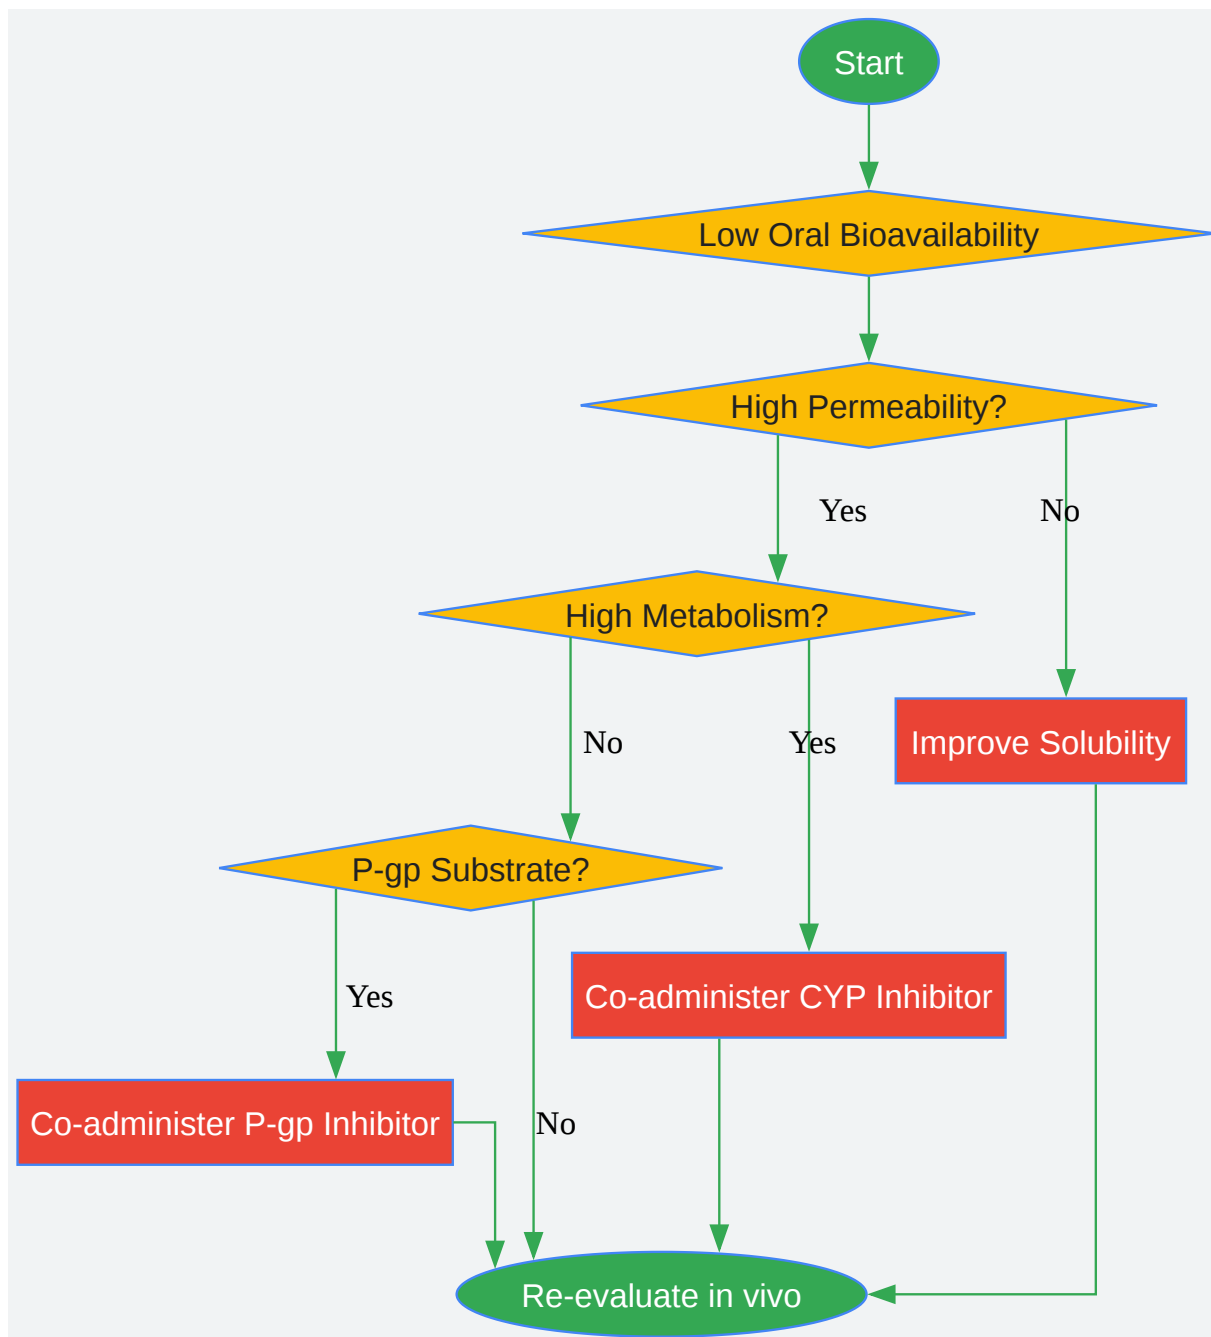 Start
Low Oral Bioavailability
High Permeability?
Yes
No
High Metabolism?
No
Yes
Improve Solubility
P-gp Substrate?
Yes
Co-administer CYP Inhibitor
Co-administer P-gp Inhibitor
No
Re-evaluate in vivo